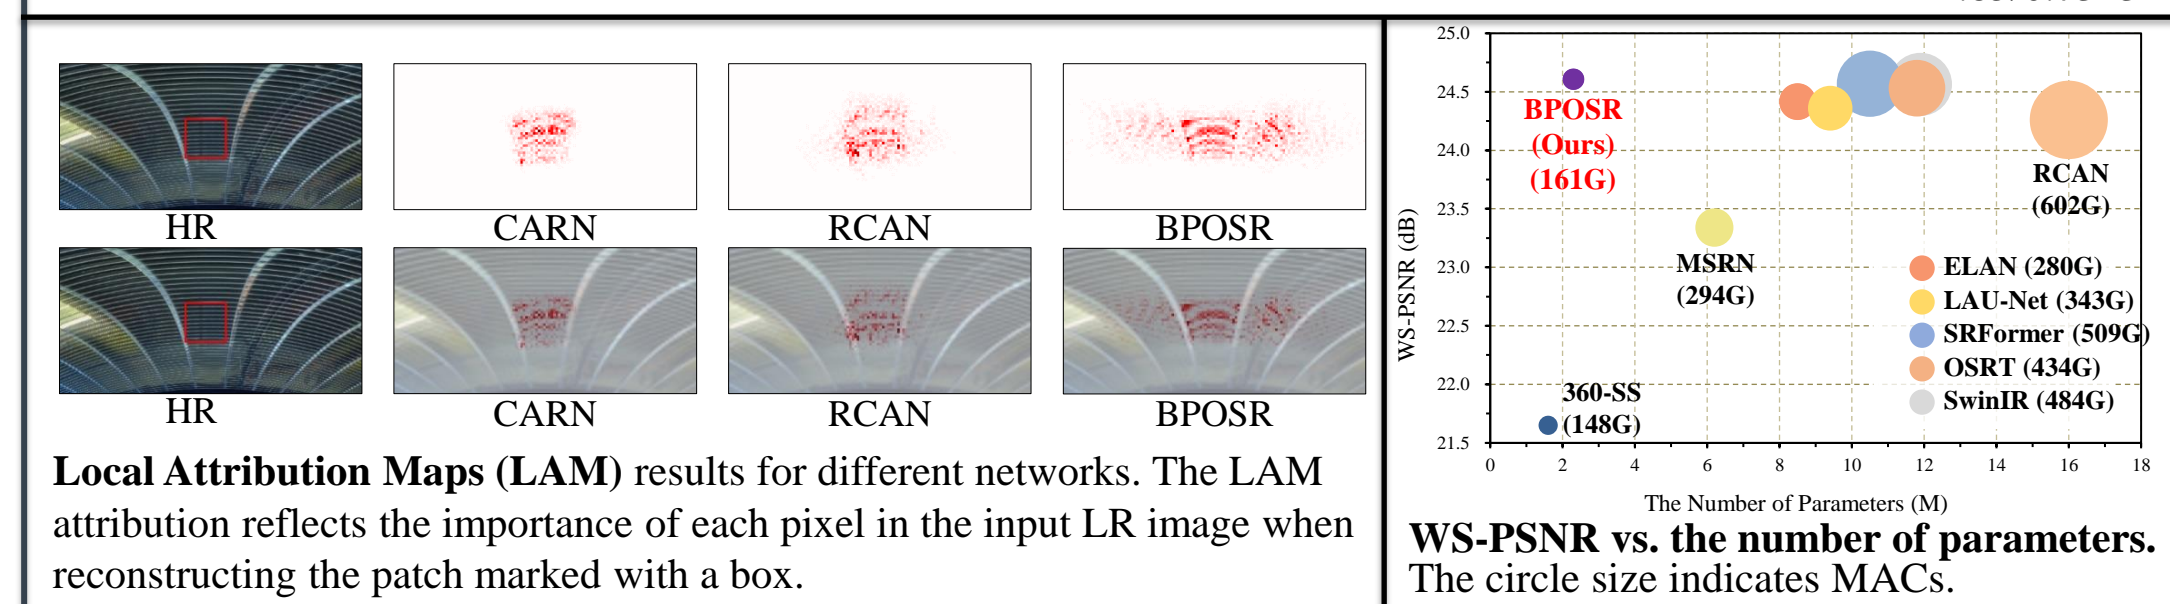 HR
CARN
RCAN
BPOSR
HR
CARN
RCAN
BPOSR
Local Attribution Maps (LAM) results for different networks. The LAM
attribution reflects the importance of each pixel in the input LR image when
reconstructing the patch marked with a box.
25.0
24.5
24.0
23.5
23.0
22.5
22.0
21.5
WS-PSNR (dB)
BPOSR
(Ours)
(161G)
RCAN
(602G)
MSRN
(294G)
ELAN (280G)
LAU-Net (343G)
SRFormer (509G)
OSRT (434G)
SwinIR (484G)
360-SS
(148G)
0 2 4 6 8 10 12 14 16 18
The Number of Parameters (M)
WS-PSNR vs. the number of parameters.
The circle size indicates MACs.